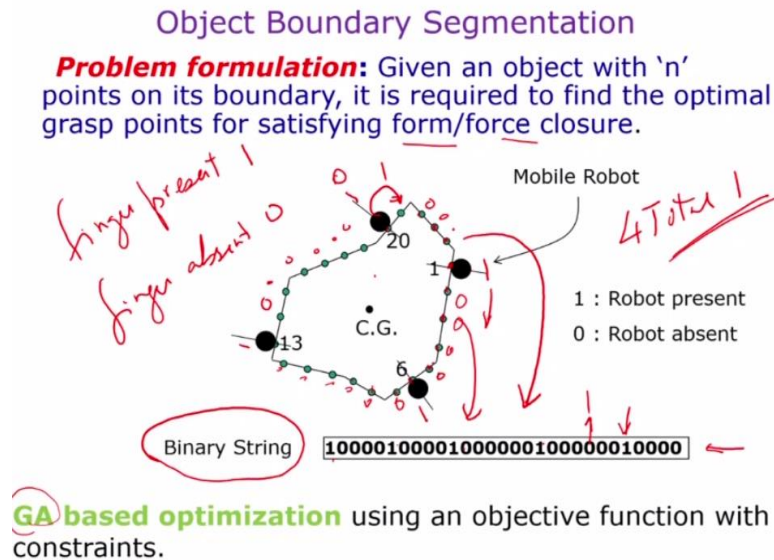 Object Boundary Segmentation
Problem formulation: Given an object with 'n'
points on its boundary, it is required to find the optimal
grasp points for satisfying form/force closure.
finger present 1
finger absent 0
Mobile Robot
4 Total 1
20
1
1 : Robot present
0 : Robot absent
C.G.
13
6
Binary String
10000100001000000100000010000
GA based optimization using an objective function with
constraints.